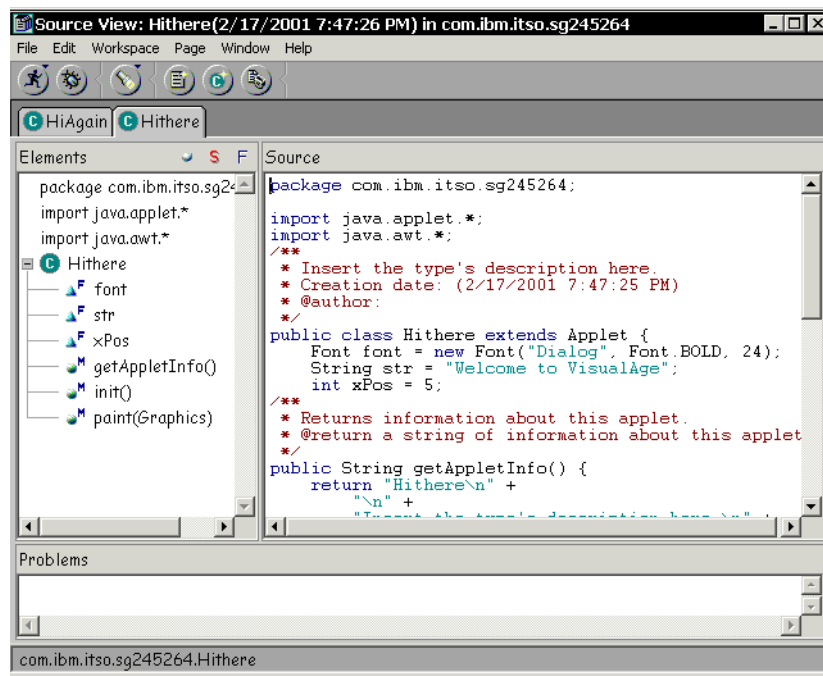 Source View: Hithere(2/17/2001 7:47:26 PM) in com.ibm.itso.sg245264
File Edit Workspace Page Window Help
HiAgain Hithere
Elements S F
package com.ibm.itso.sg24
import java.applet.*
import java.awt.*
C Hithere
F font
F str
F xPos
M getAppletInfo()
M init()
M paint(Graphics)
Source
package com.ibm.itso.sg245264;
import java.applet.*;
import java.awt.*;
/**
* Insert the type's description here.
* Creation date: (2/17/2001 7:47:25 PM)
* @author:
*/
public class Hithere extends Applet {
Font font = new Font("Dialog", Font.BOLD, 24);
String str = "Welcome to VisualAge";
int xPos = 5;
/**
* Returns information about this applet.
* @return a string of information about this applet
*/
public String getAppletInfo() {
return "Hithere\n" +
"\n" +
"Insert the type's description here.\n" +
Problems
com.ibm.itso.sg245264.Hithere